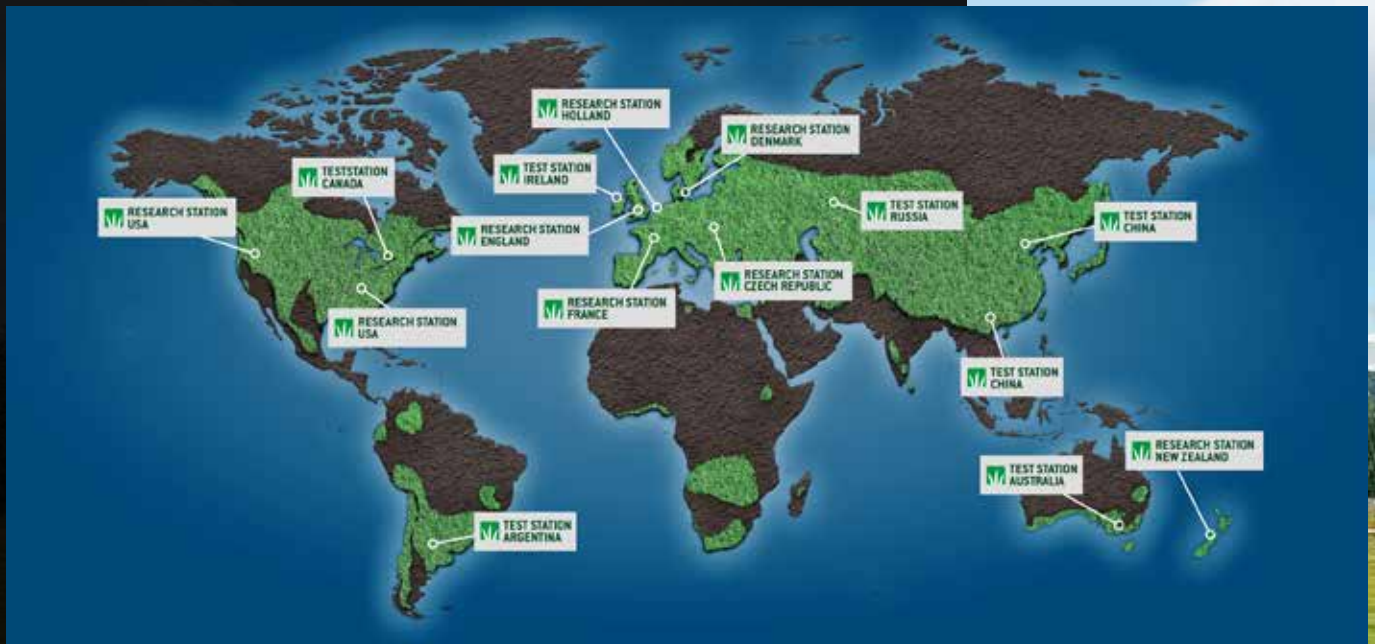 RESEARCH STATION
HOLLAND
RESEARCH STATION
DENMARK
TEST STATION
IRELAND
TESTSTATION
CANADA
RESEARCH STATION
USA
RESEARCH STATION
ENGLAND
TEST STATION
RUSSIA
TEST STATION
CHINA
RESEARCH STATION
CZECH REPUBLIC
RESEARCH STATION
FRANCE
RESEARCH STATION
USA
TEST STATION
CHINA
RESEARCH STATION
NEW ZEALAND
TEST STATION
AUSTRALIA
TEST STATION
ARGENTINA